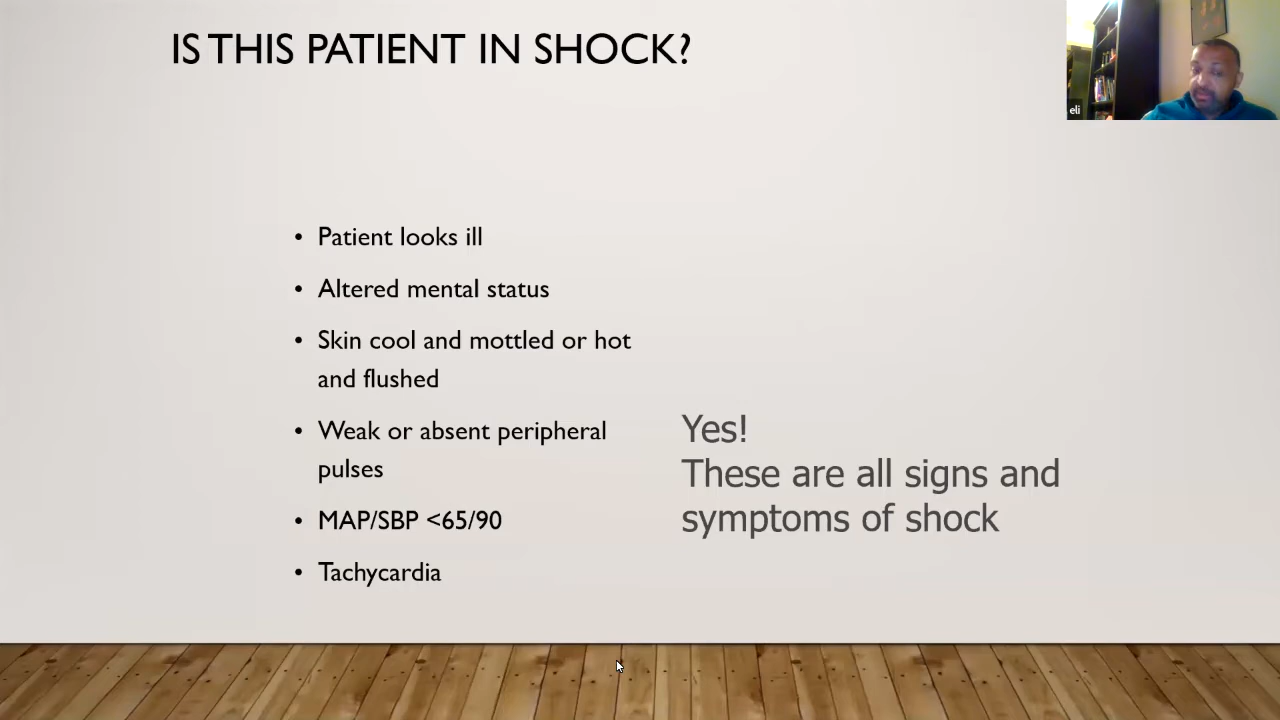 IS THIS PATIENT IN SHOCK?
eli
• Patient looks ill
• Altered mental status
• Skin cool and mottled or hot
and flushed
• Weak or absent peripheral
pulses
• MAP/SBP <65/90
• Tachycardia
Yes!
These are all signs and
symptoms of shock